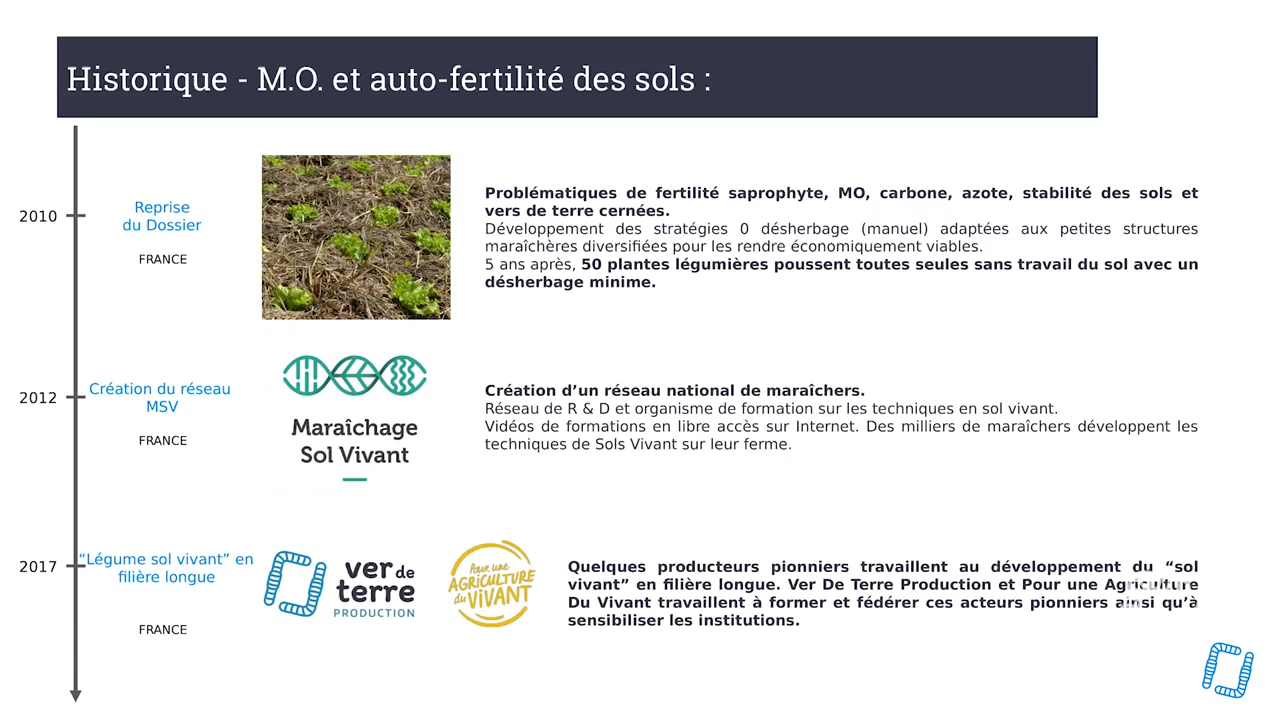 Historique - M.O. et auto-fertilité des sols :
2010
Reprise
du Dossier
FRANCE
Problématiques de fertilité saprophyte, MO, carbone, azote, stabilité des sols et
vers de terre cernées.
Développement des stratégies 0 désherbage (manuel) adaptées aux petites structures
maraîchères diversifiées pour les rendre économiquement viables.
5 ans après, 50 plantes légumières poussent toutes seules sans travail du sol avec un
désherbage minime.
2012
Création du réseau
MSV
FRANCE
Maraîchage
Sol Vivant
Création d’un réseau national de maraîchers.
Réseau de R & D et organisme de formation sur les techniques en sol vivant.
Vidéos de formations en libre accès sur Internet. Des milliers de maraîchers développent les
techniques de Sols Vivant sur leur ferme.
2017
“Légume sol vivant” en
filière longue
FRANCE
ver de
terre
PRODUCTION
Pour une
AGRICULTURE
du VIVANT
Quelques producteurs pionniers travaillent au développement du “sol
vivant” en filière longue. Ver De Terre Production et Pour une Agriculture
Du Vivant travaillent à former et fédérer ces acteurs pionniers ainsi qu’à
sensibiliser les institutions.